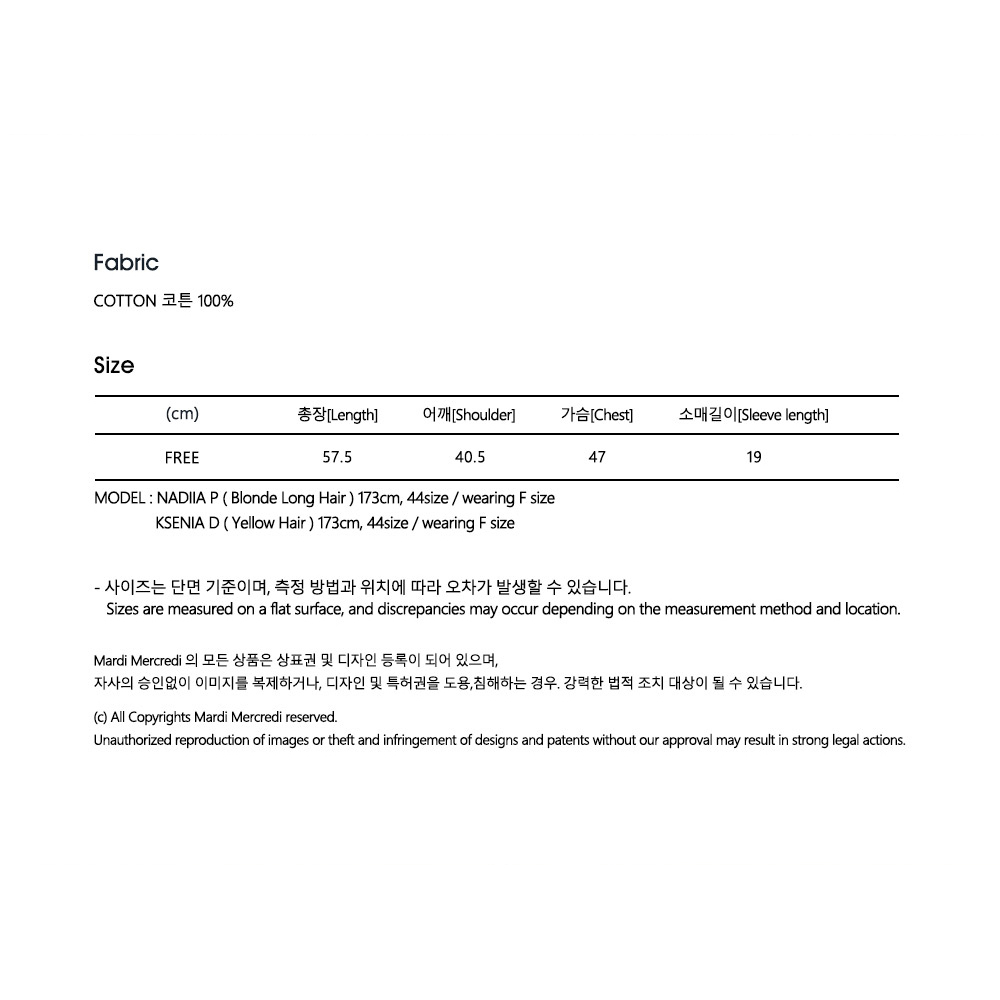 Fabric
COTTON 코튼 100%
Size
(cm) 총장[Length] 어깨[Shoulder] 가슴[Chest] 소매길이[Sleeve length]
FREE 57.5 40.5 47 19
MODEL : NADIIA P ( Blonde Long Hair ) 173cm, 44size / wearing F size
KSENIA D ( Yellow Hair ) 173cm, 44size / wearing F size
- 사이즈는 단면 기준이며, 측정 방법과 위치에 따라 오차가 발생할 수 있습니다.
Sizes are measured on a flat surface, and discrepancies may occur depending on the measurement method and location.
Mardi Mercredi 의 모든 상품은 상표권 및 디자인 등록이 되어 있으며,
자사의 승인없이 이미지를 복제하거나, 디자인 및 특허권을 도용,침해하는 경우. 강력한 법적 조치 대상이 될 수 있습니다.
(c) All Copyrights Mardi Mercredi reserved.
Unauthorized reproduction of images or theft and infringement of designs and patents without our approval may result in strong legal actions.